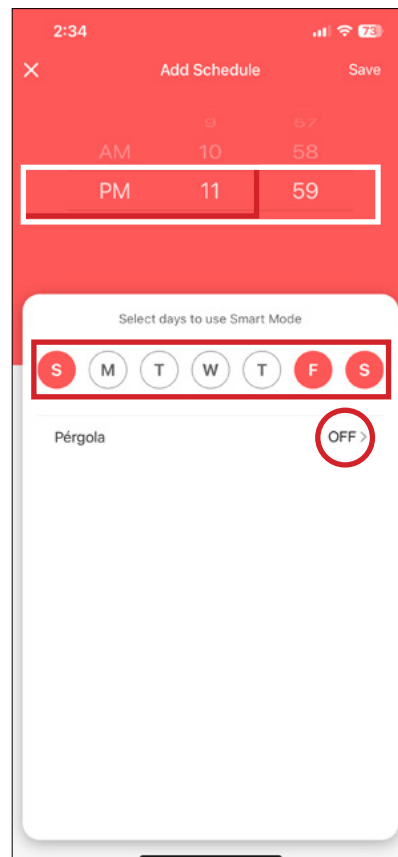 2:34 73
Add Schedule Save
9 57
AM 10 58
PM 11 59
Select days to use Smart Mode
S M T W T F S
Pérgola OFF